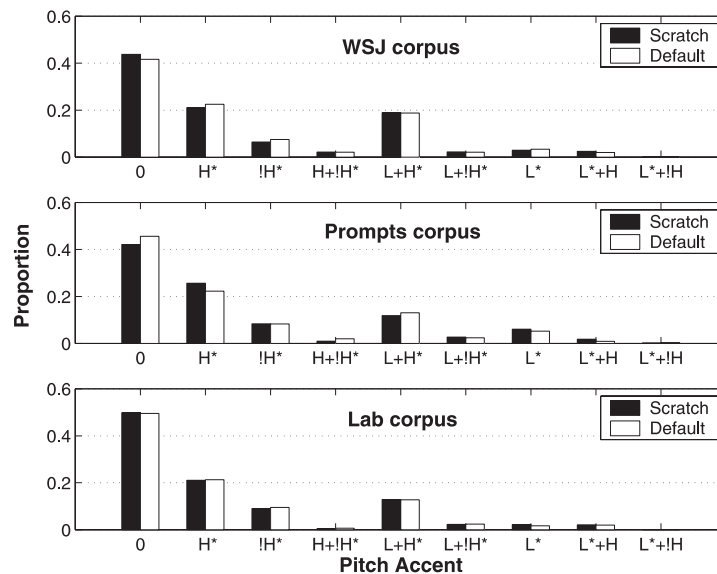 0.6
WSJ corpus
Scratch
Default
0.4
0.2
0
0 H* !H* H+!H* L+H* L+!H* L* L*+H L*+!H
0.6
Prompts corpus
Scratch
Default
0.4
0.2
0
0 H* !H* H+!H* L+H* L+!H* L* L*+H L*+!H
Proportion
0.6
Lab corpus
Scratch
Default
0.4
0.2
0
0 H* !H* H+!H* L+H* L+!H* L* L*+H L*+!H
Pitch Accent